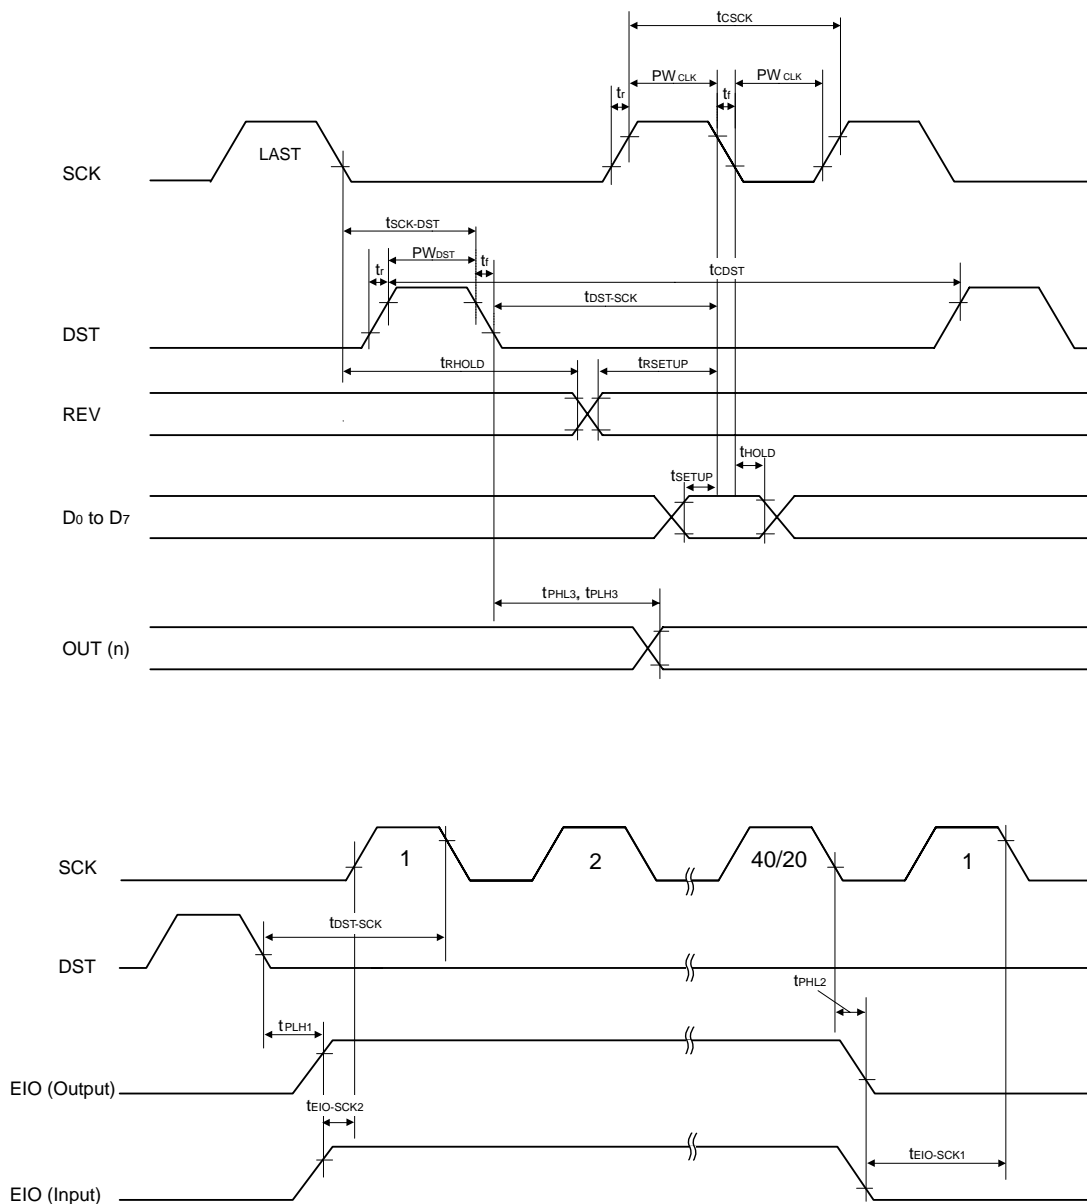 tCSCK
PWCLK
PWCLK
tr
tf
LAST
SCK
tSCK-DST
PWDST
tr
tf
tCDST
tDST-SCK
DST
tRHOLD
tRSETUP
REV
tHOLD
tSETUP
D0 to D7
tPHL3, tPLH3
OUT (n)
1
2
40/20
1
SCK
tDST-SCK
DST
tPHL2
tPLH1
EIO (Output)
tEIO-SCK2
tEIO-SCK1
EIO (Input)